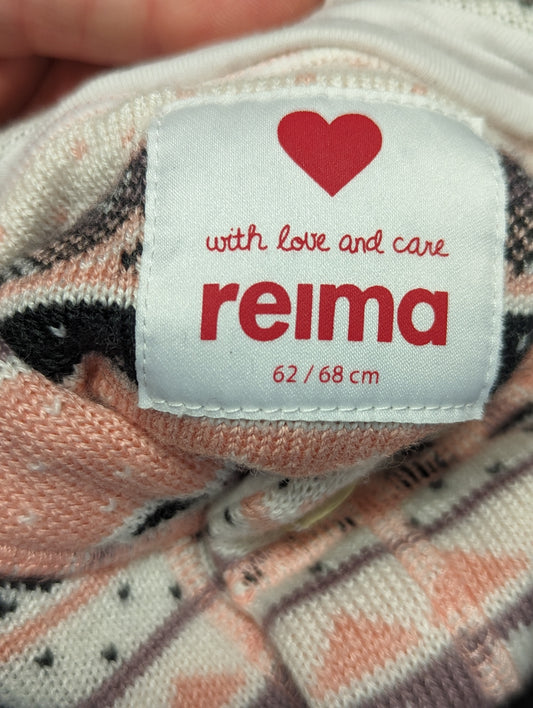 with love and care
reima
62 / 68 cm